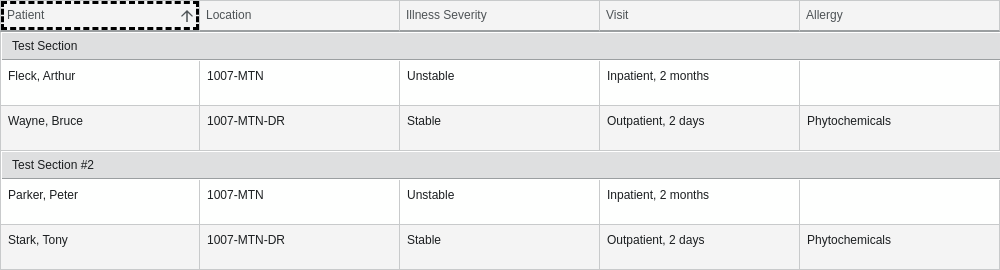 Patient Location Illness Severity Visit Allergy
Test Section
Fleck, Arthur 1007-MTN Unstable Inpatient, 2 months
Wayne, Bruce 1007-MTN-DR Stable Outpatient, 2 days Phytochemicals
Test Section #2
Parker, Peter 1007-MTN Unstable Inpatient, 2 months
Stark, Tony 1007-MTN-DR Stable Outpatient, 2 days Phytochemicals